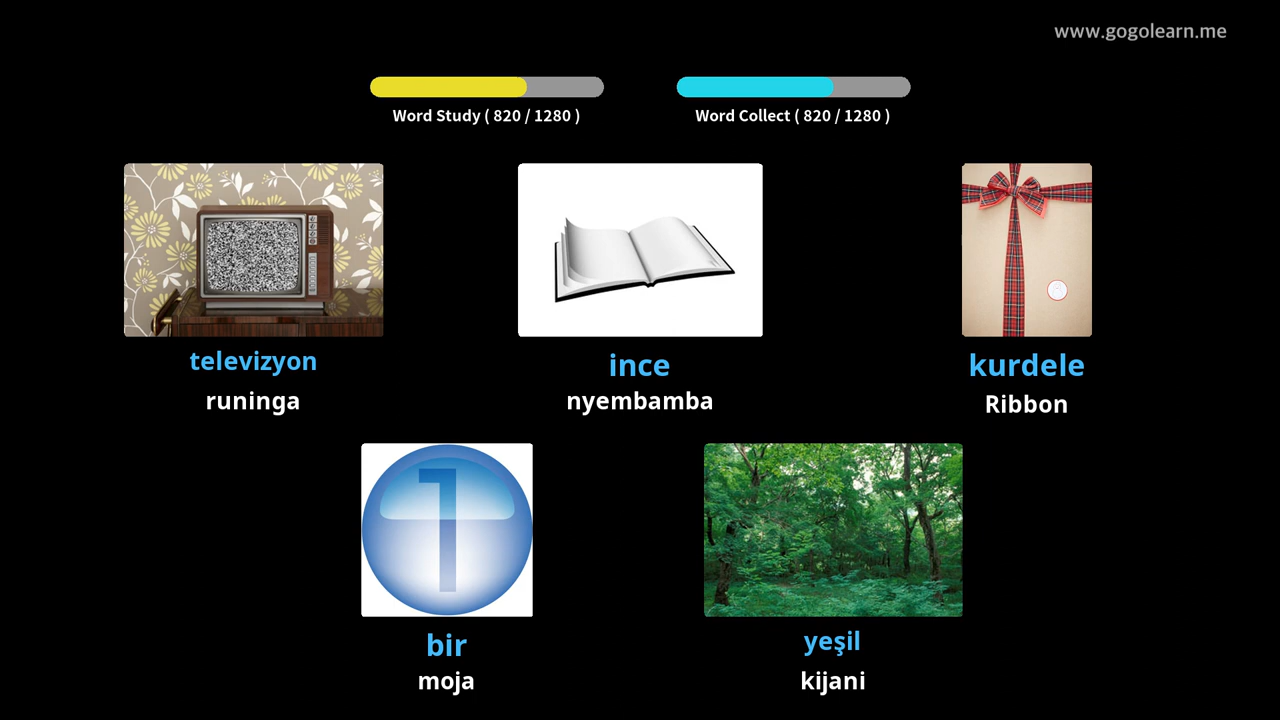 www.gogolearn.me
Word Study ( 820 / 1280 )
Word Collect ( 820 / 1280 )
televizyon
runinga
ince
nyembamba
kurdele
Ribbon
1
bir
moja
yeşil
kijani